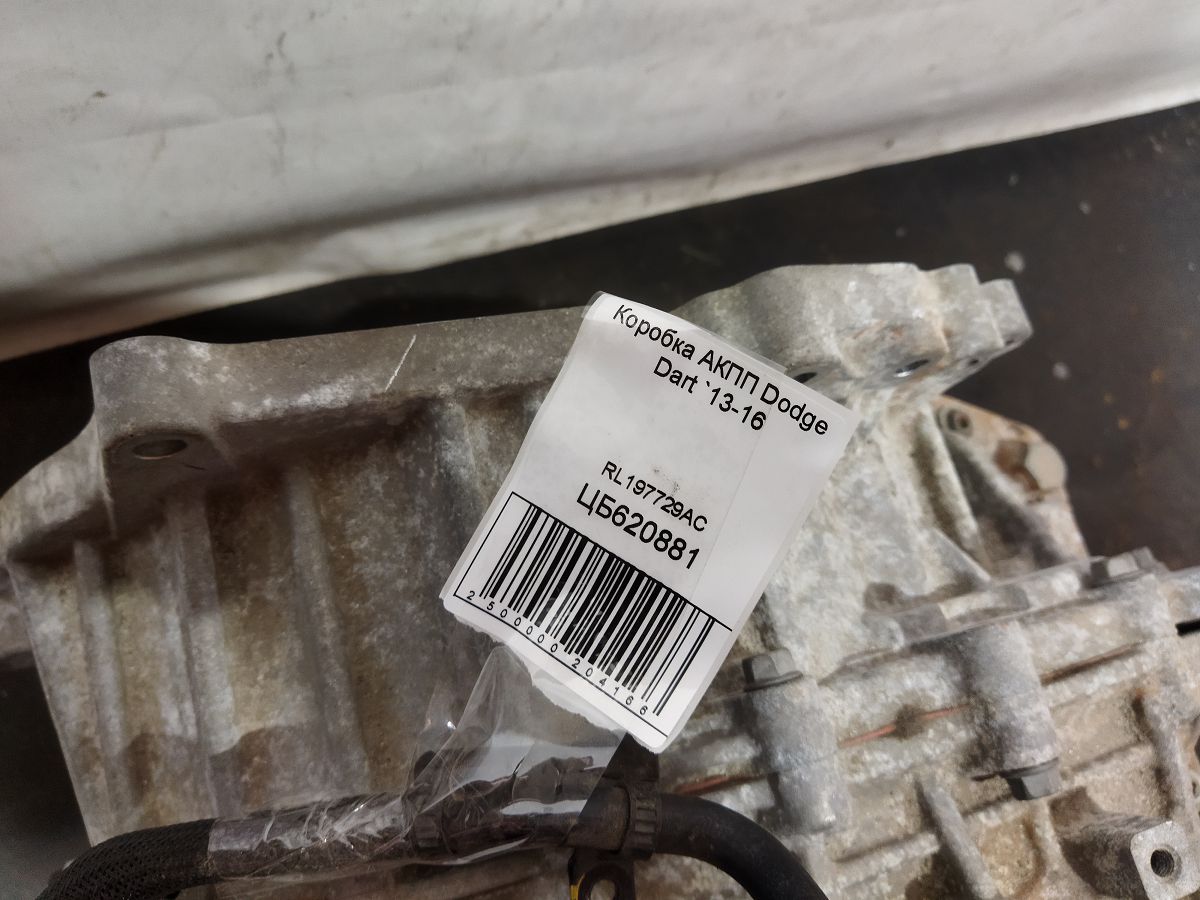 Коробка АКПП Dodge
Dart `13-16
RL197729AC
ЦБ620881
2500000204166